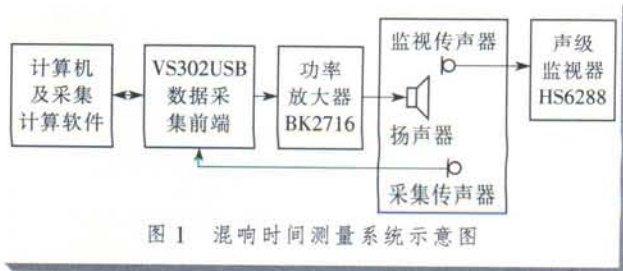 计算机
及采集
计算软件
VS302USB
数据采
集前端
功率
放大器
BK2716
监视传声器
扬声器
采集传声器
声级
监视器
HS6288
图1 混响时间测量系统示意图